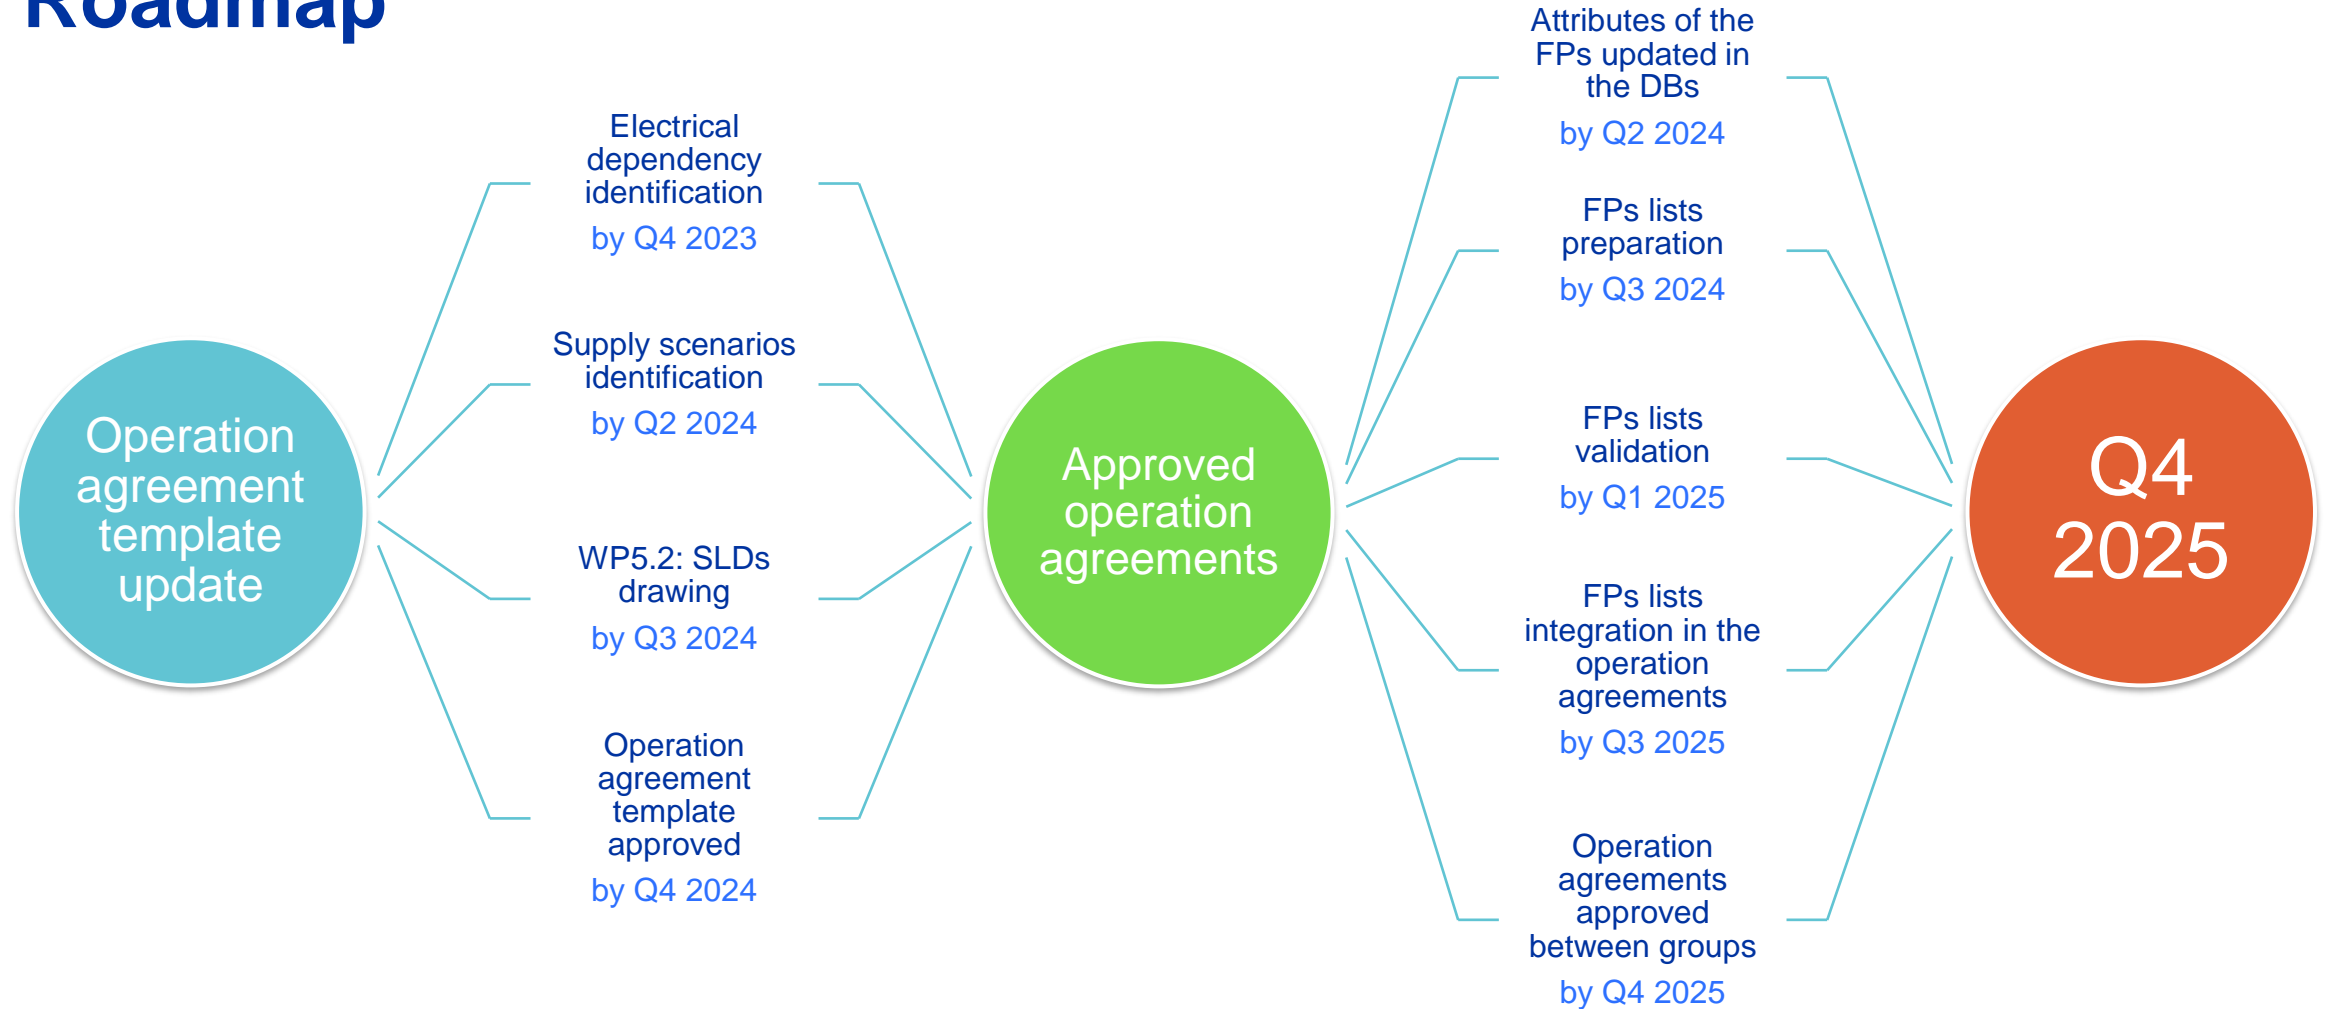 Roadmap
Operation
agreement
template
update
Electrical
dependency
identification
by Q4 2023
Supply scenarios
identification
by Q2 2024
WP5.2: SLDs
drawing
by Q3 2024
Operation
agreement
template
approved
by Q4 2024
Approved
operation
agreements
Attributes of the
FPs updated in
the DBs
by Q2 2024
FPs lists
preparation
by Q3 2024
FPs lists
validation
by Q1 2025
FPs lists
integration in the
operation
agreements
by Q3 2025
Operation
agreements
approved
between groups
by Q4 2025
Q4
2025